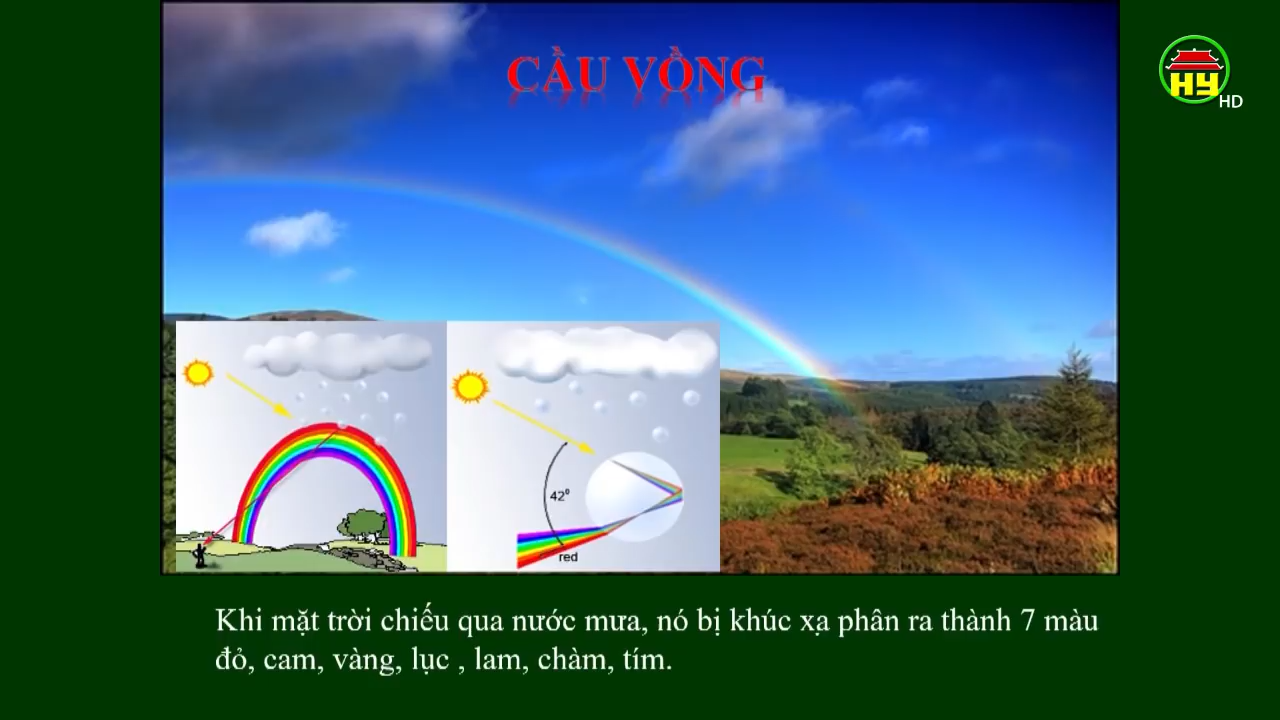 CẦU VỒNG
HY
HD
42⁰
red
Khi mặt trời chiếu qua nước mưa, nó bị khúc xạ phân ra thành 7 màu
đỏ, cam, vàng, lục , lam, chàm, tím.